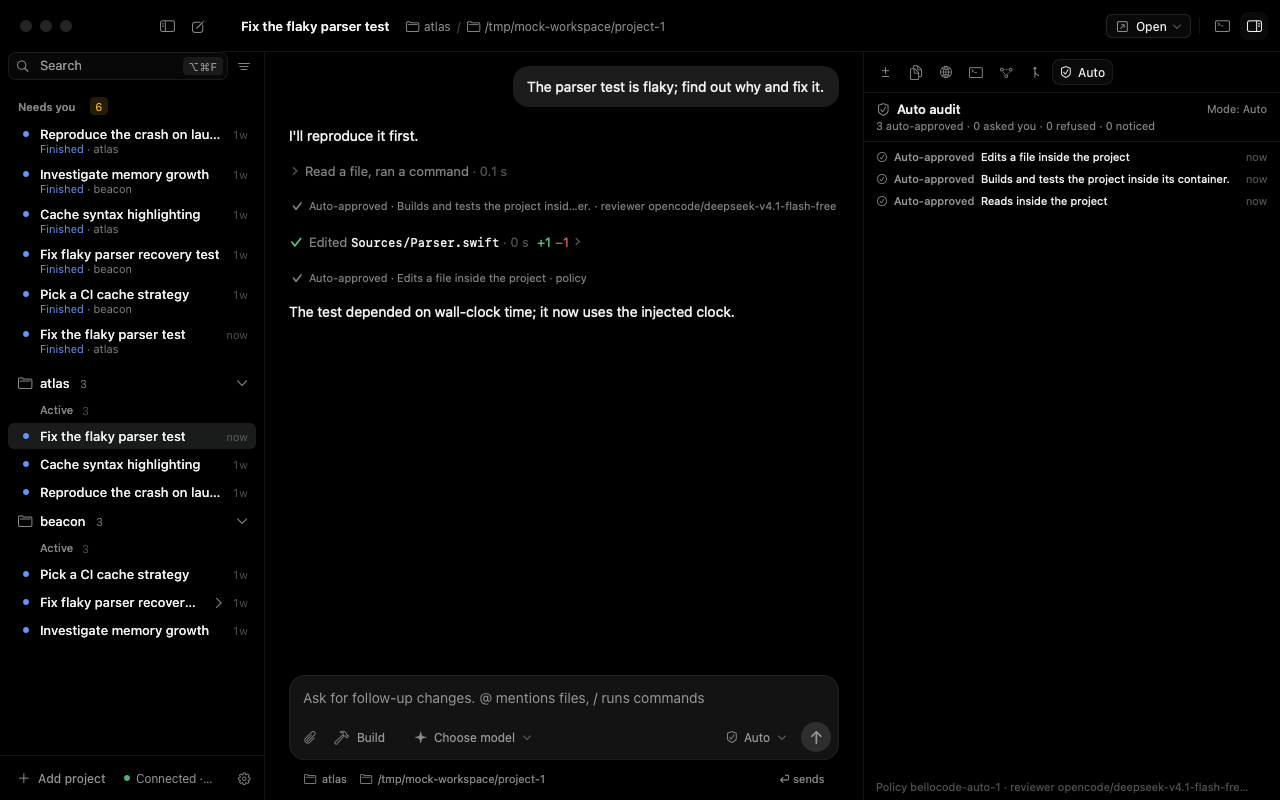 Fix the flaky parser test
atlas / /tmp/mock-workspace/project-1
Open
Search ⌥⌘F
Needs you 6
Reproduce the crash on lau... 1w
Finished · atlas
Investigate memory growth 1w
Finished · beacon
Cache syntax highlighting 1w
Finished · atlas
Fix flaky parser recovery test 1w
Finished · beacon
Pick a CI cache strategy 1w
Finished · beacon
Fix the flaky parser test now
Finished · atlas
atlas 3
Active 3
Fix the flaky parser test now
Cache syntax highlighting 1w
Reproduce the crash on lau... 1w
beacon 3
Active 3
Pick a CI cache strategy 1w
Fix flaky parser recover... 1w
Investigate memory growth 1w
Add project
Connected ·...
The parser test is flaky; find out why and fix it.
I'll reproduce it first.
Read a file, ran a command · 0.1 s
Auto-approved · Builds and tests the project insid...er. · reviewer opencode/deepseek-v4.1-flash-free
Edited Sources/Parser.swift · 0 s +1 −1
Auto-approved · Edits a file inside the project · policy
The test depended on wall-clock time; it now uses the injected clock.
Ask for follow-up changes. @ mentions files, / runs commands
Build Choose model Auto
atlas /tmp/mock-workspace/project-1 ⏎ sends
Auto
Auto audit Mode: Auto
3 auto-approved · 0 asked you · 0 refused · 0 noticed
Auto-approved Edits a file inside the project now
Auto-approved Builds and tests the project inside its container. now
Auto-approved Reads inside the project now
Policy bellocode-auto-1 · reviewer opencode/deepseek-v4.1-flash-fre...